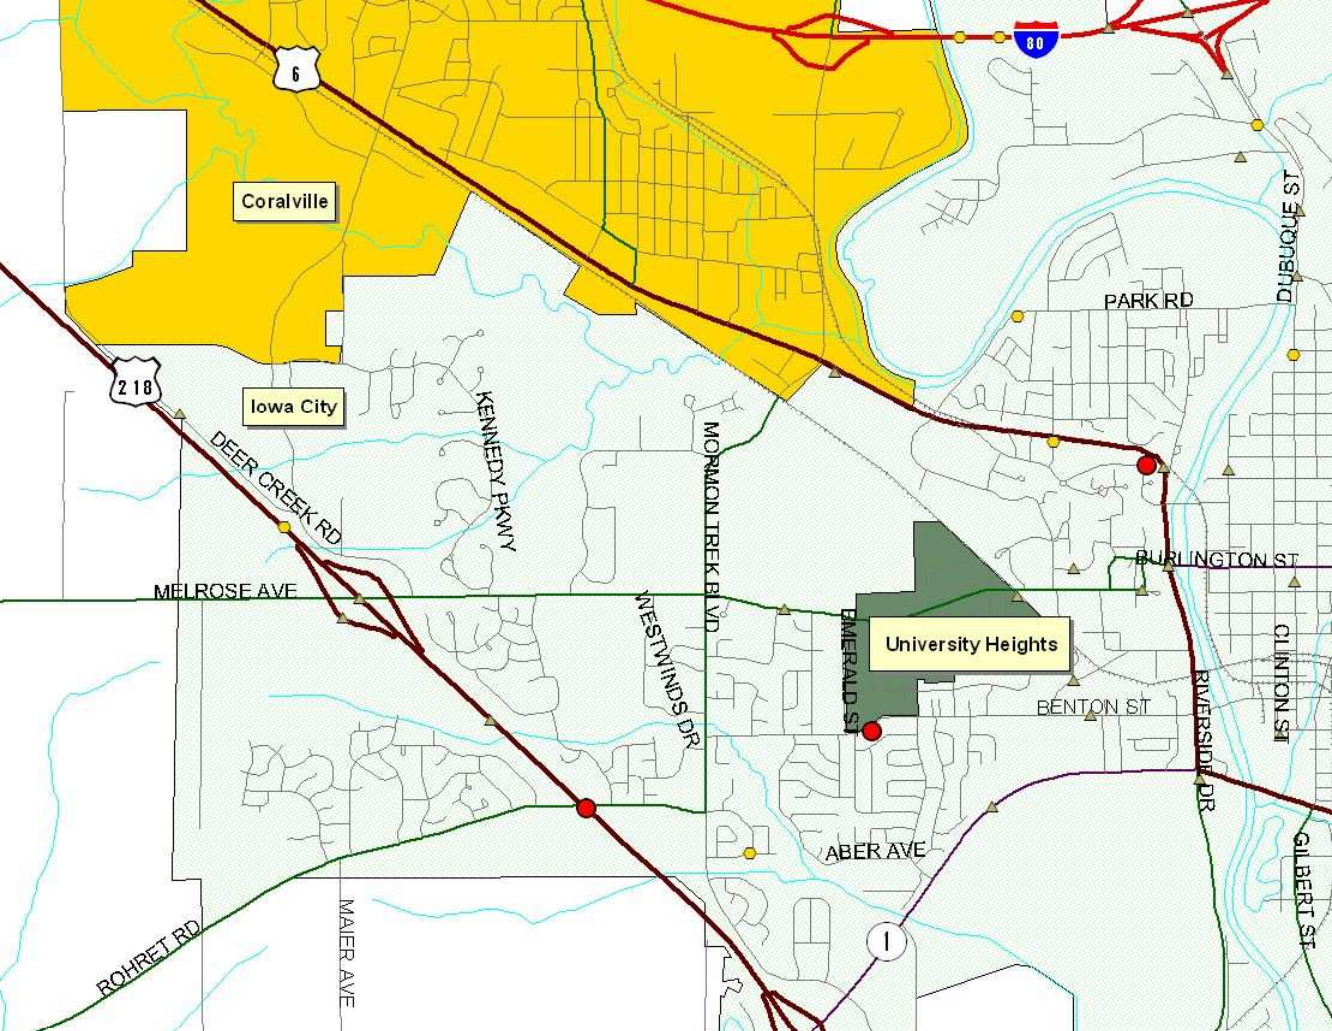 80
6
Coralville
DUBUQUE ST
PARK RD
218
Iowa City
KENNEDY PKWY
MORMON TREK BLVD
DEER CREEK RD
BURLINGTON ST
MELROSE AVE
WESTWINDS DR
EMERALD ST
University Heights
CLINTON ST
RIVERSIDE DR
BENTON ST
ABER AVE
GILBERT ST
MAIER AVE
ROHRET RD
1